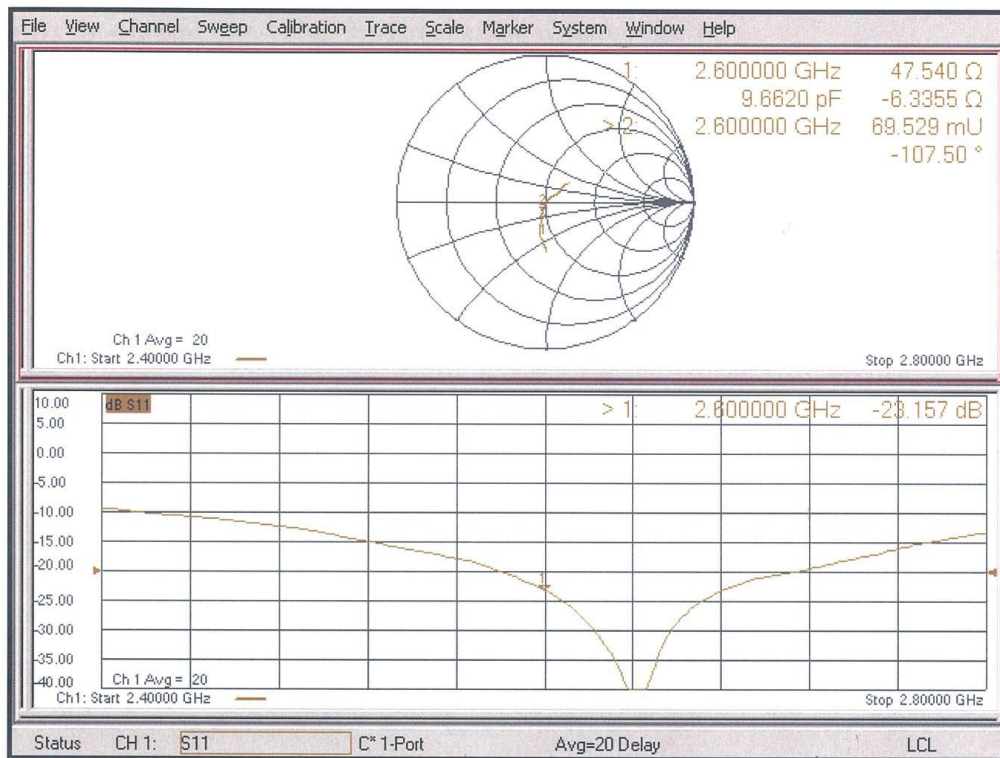 File View Channel Sweep Calibration Trace Scale Marker System Window Help
1: 2.600000 GHz 47.540 Ω
9.6620 pF -6.3355 Ω
> 2: 2.600000 GHz 69.529 mU
-107.50 °
Ch 1 Avg = 20
Ch1: Start 2.40000 GHz Stop 2.80000 GHz
10.00 dB S11 > 1: 2.600000 GHz -23.157 dB
5.00
0.00
-5.00
-10.00
-15.00
-20.00
1
-25.00
-30.00
-35.00
-40.00
Ch 1 Avg = 20
Ch1: Start 2.40000 GHz Stop 2.80000 GHz
Status CH 1: S11 C* 1-Port Avg=20 Delay LCL